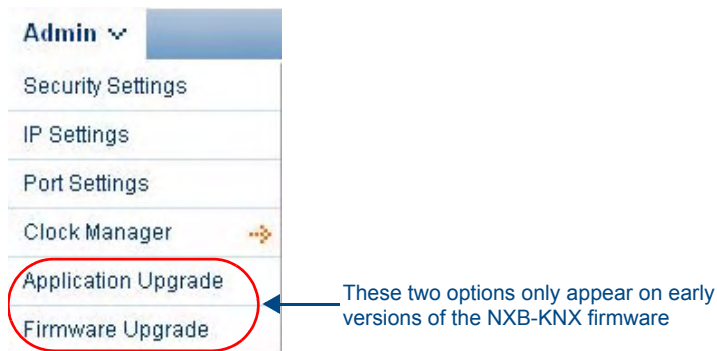 Admin
Security Settings
IP Settings
Port Settings
Clock Manager
Application Upgrade
Firmware Upgrade
These two options only appear on early
versions of the NXB-KNX firmware